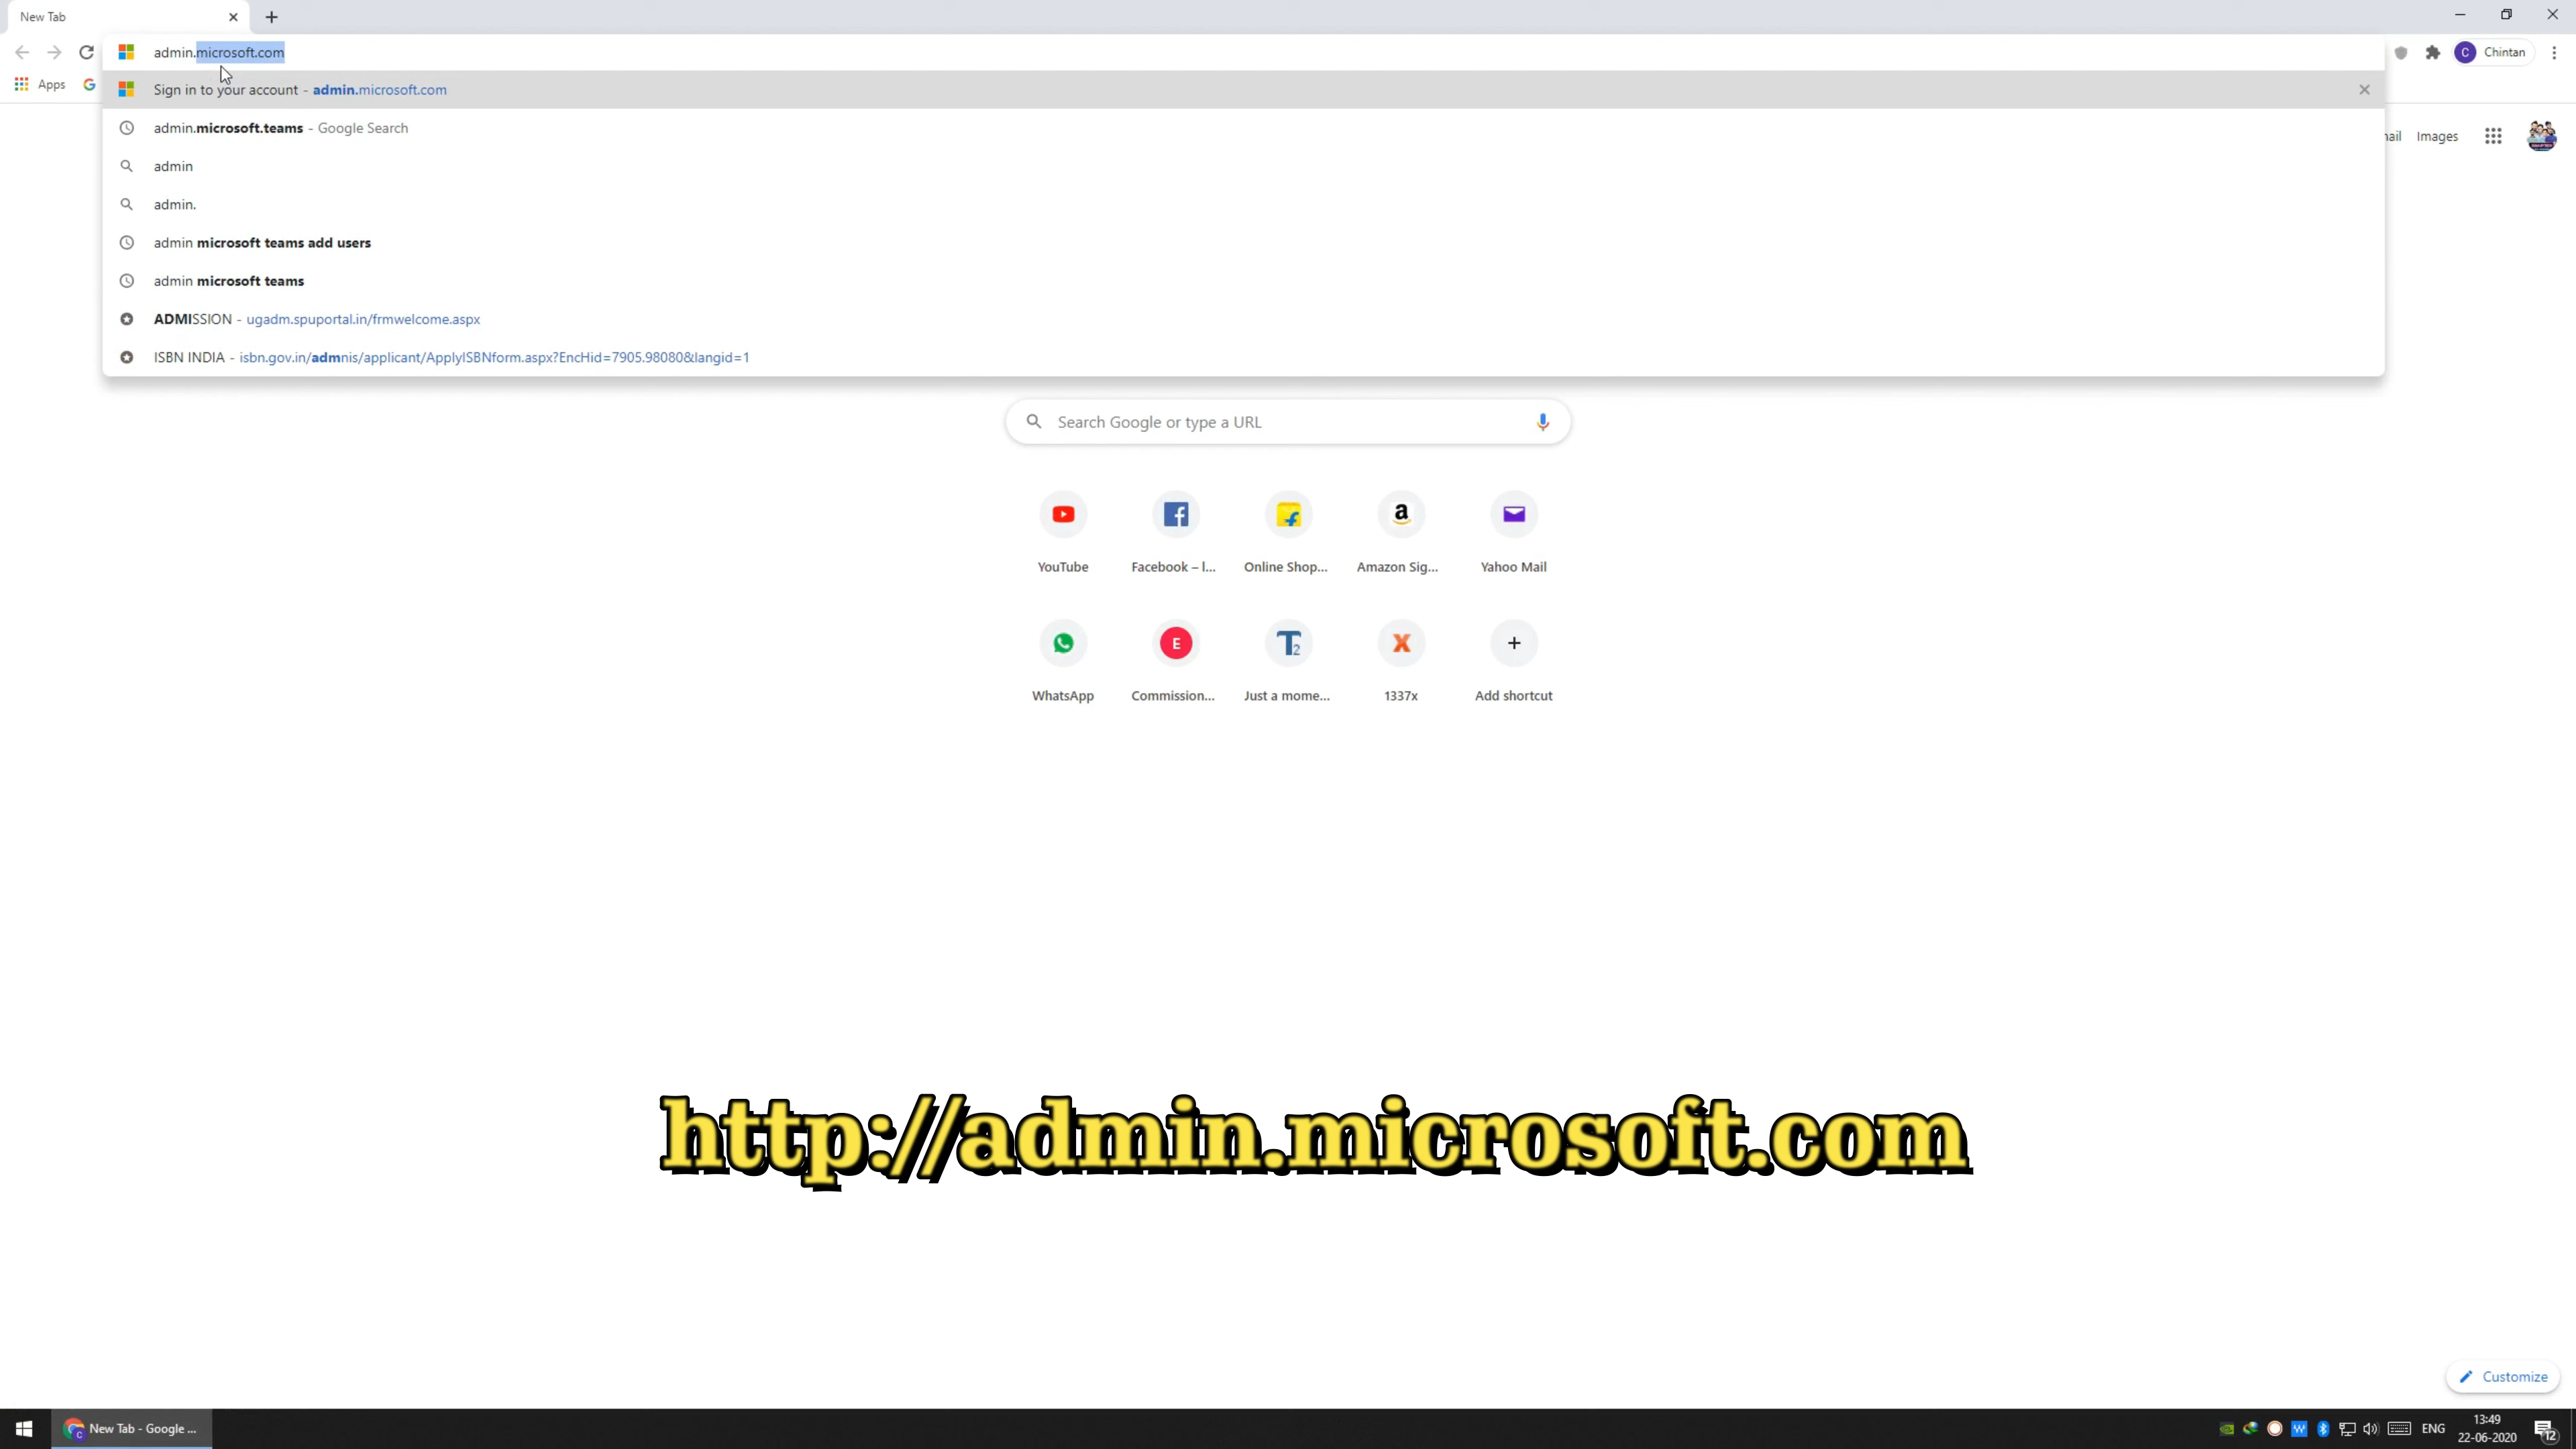 New Tab
admin.microsoft.com
Chintan
Apps
Sign in to your account - admin.microsoft.com
admin.microsoft.teams - Google Search
admin
admin.
admin microsoft teams add users
admin microsoft teams
ADMISSION - ugadm.spuportal.in/frmwelcome.aspx
ISBN INDIA - isbn.gov.in/admnis/applicant/ApplyISBNform.aspx?EncHid=7905.98080&langid=1
Images
Search Google or type a URL
YouTube
Facebook – l...
Online Shop...
Amazon Sig...
Yahoo Mail
WhatsApp
Commission...
Just a mome...
1337x
Add shortcut
http://admin.microsoft.com
Customize
New Tab - Google ...
ENG
13:49
22-06-2020
12